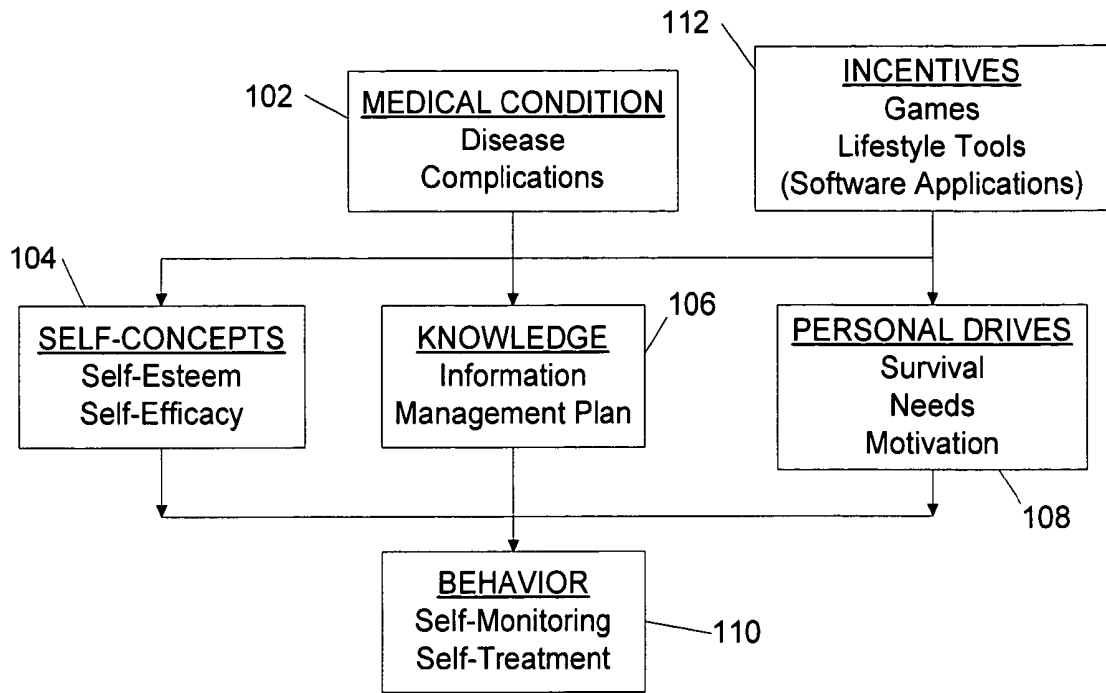 112
INCENTIVES
Games
Lifestyle Tools
(Software Applications)
102
MEDICAL CONDITION
Disease
Complications
104
SELF-CONCEPTS
Self-Esteem
Self-Efficacy
106
KNOWLEDGE
Information
Management Plan
PERSONAL DRIVES
Survival
Needs
Motivation
108
BEHAVIOR
Self-Monitoring
Self-Treatment
110